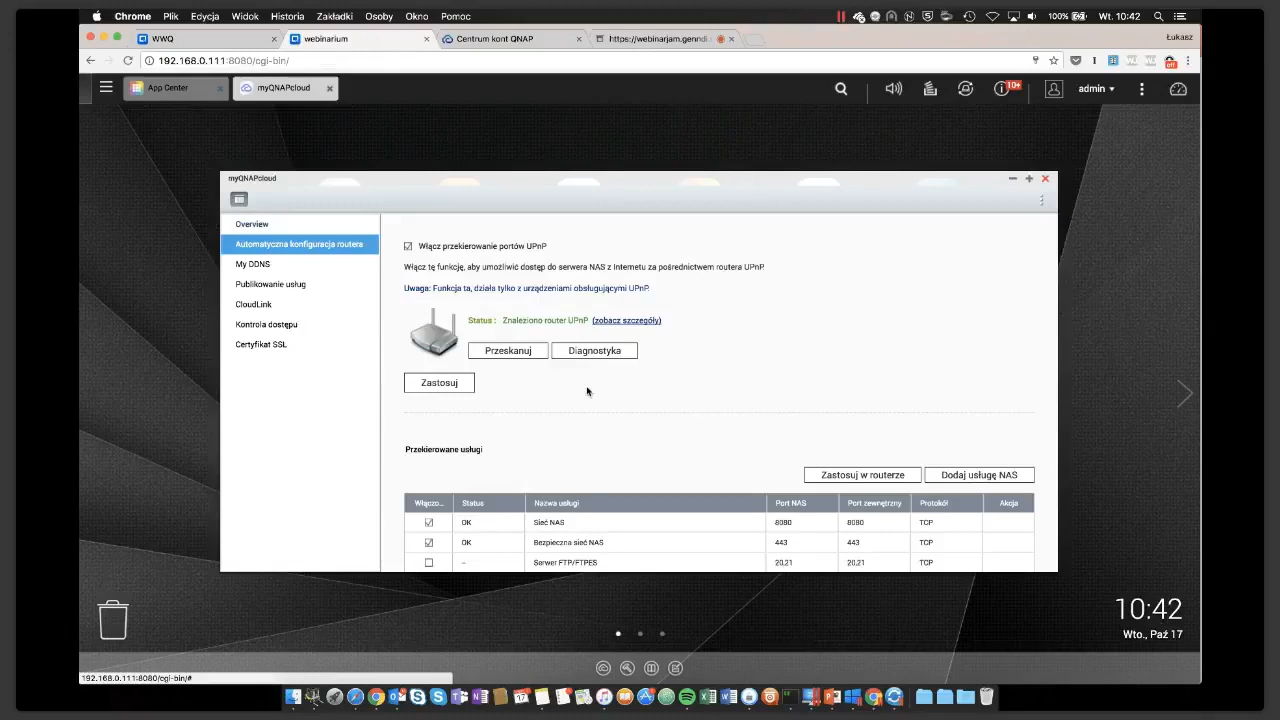 Chrome Plik Edycja Widok Historia Zakładki Osoby Okno Pomoc 100% Wt. 10:42
WWQ webinarium Centrum kont QNAP https://webinarjam.genndi. Łukasz
192.168.0.111:8080/cgi-bin/ off
App Center myQNAPcloud 10+ admin
myQNAPcloud
Overview
Automatyczna konfiguracja routera
My DDNS
Publikowanie usług
CloudLink
Kontrola dostępu
Certyfikat SSL
Włącz przekierowanie portów UPnP
Włącz tę funkcję, aby umożliwić dostęp do serwera NAS z Internetu za pośrednictwem routera UPnP.
Uwaga: Funkcja ta, działa tylko z urządzeniami obsługującymi UPnP.
Status : Znaleziono router UPnP (zobacz szczegóły)
Przeskanuj Diagnostyka
Zastosuj
Przekierowane usługi
Zastosuj w routerze Dodaj usługę NAS
Włączo... Status Nazwa usługi Port NAS Port zewnętrzny Protokół Akcja
OK Sieć NAS 8080 8080 TCP
OK Bezpieczna sieć NAS 443 443 TCP
-- Serwer FTP/FTPES 20,21 20,21 TCP
10:42
Wto., Paź 17
192.168.0.111:8080/cgi-bin/#